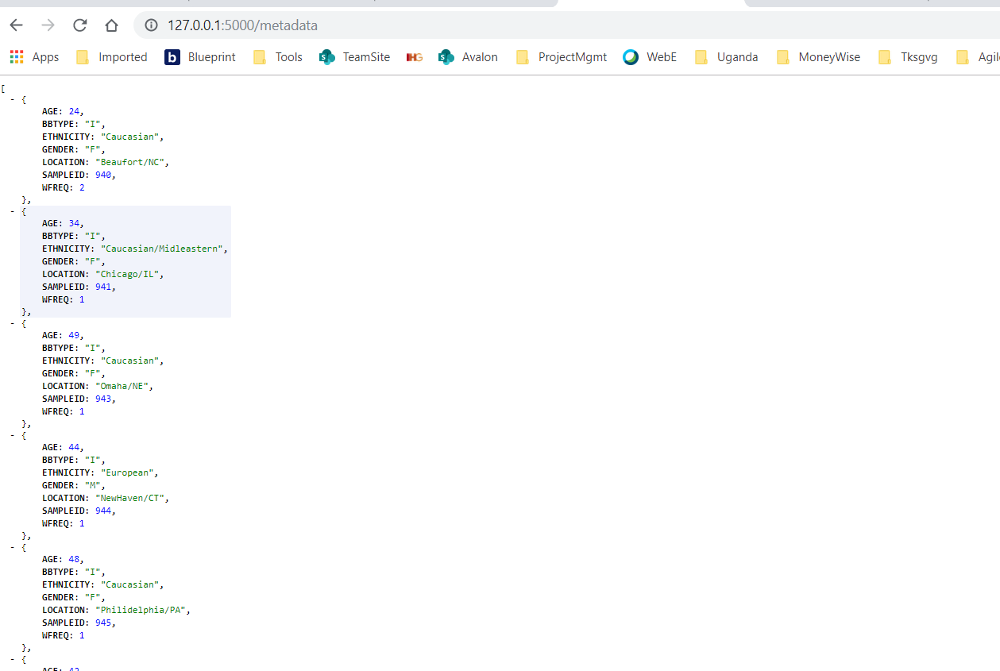 127.0.0.1:5000/metadata
Apps Imported b Blueprint Tools S TeamSite IHG S Avalon ProjectMgmt WebE Uganda MoneyWise Tksgvg Agil
[
- {
AGE: 24,
BBTYPE: "I",
ETHNICITY: "Caucasian",
GENDER: "F",
LOCATION: "Beaufort/NC",
SAMPLEID: 940,
WFREQ: 2
},
- {
AGE: 34,
BBTYPE: "I",
ETHNICITY: "Caucasian/Midleastern",
GENDER: "F",
LOCATION: "Chicago/IL",
SAMPLEID: 941,
WFREQ: 1
},
- {
AGE: 49,
BBTYPE: "I",
ETHNICITY: "Caucasian",
GENDER: "F",
LOCATION: "Omaha/NE",
SAMPLEID: 943,
WFREQ: 1
},
- {
AGE: 44,
BBTYPE: "I",
ETHNICITY: "European",
GENDER: "M",
LOCATION: "NewHaven/CT",
SAMPLEID: 944,
WFREQ: 1
},
- {
AGE: 48,
BBTYPE: "I",
ETHNICITY: "Caucasian",
GENDER: "F",
LOCATION: "Philidelphia/PA",
SAMPLEID: 945,
WFREQ: 1
},
- {
AGE: 42,